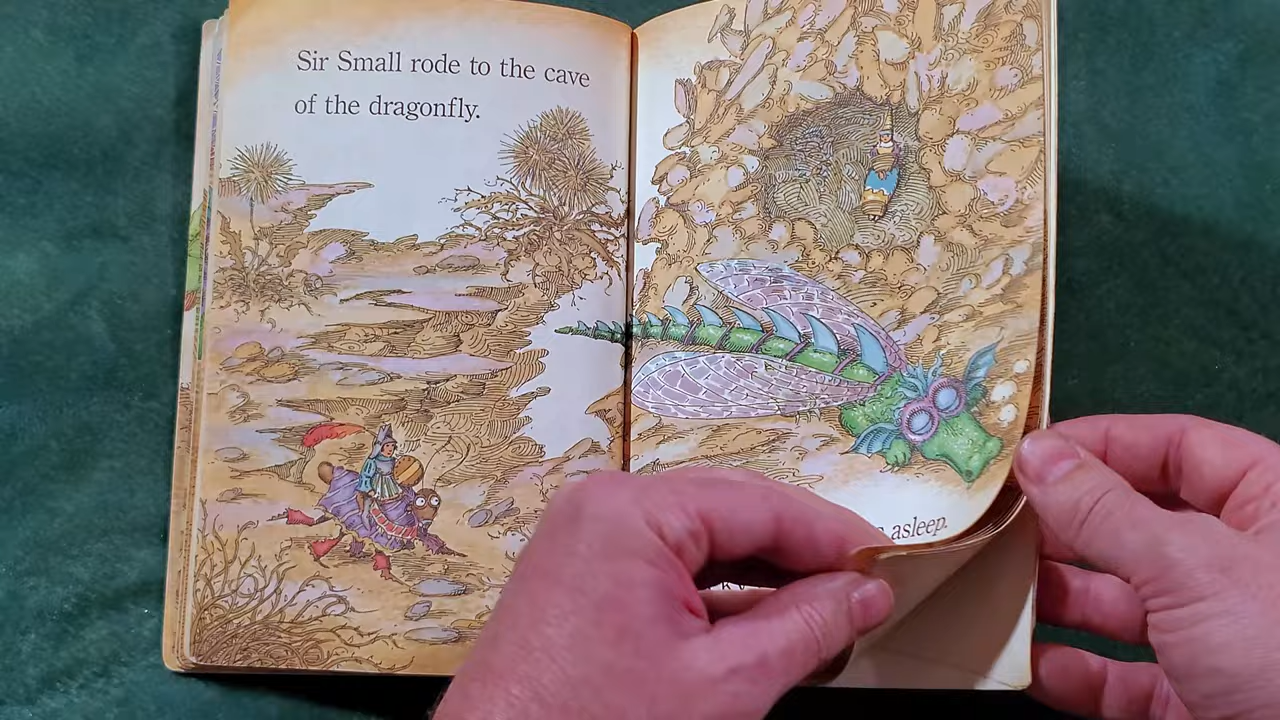 Sir Small rode to the cave
of the dragonfly.
asleep.